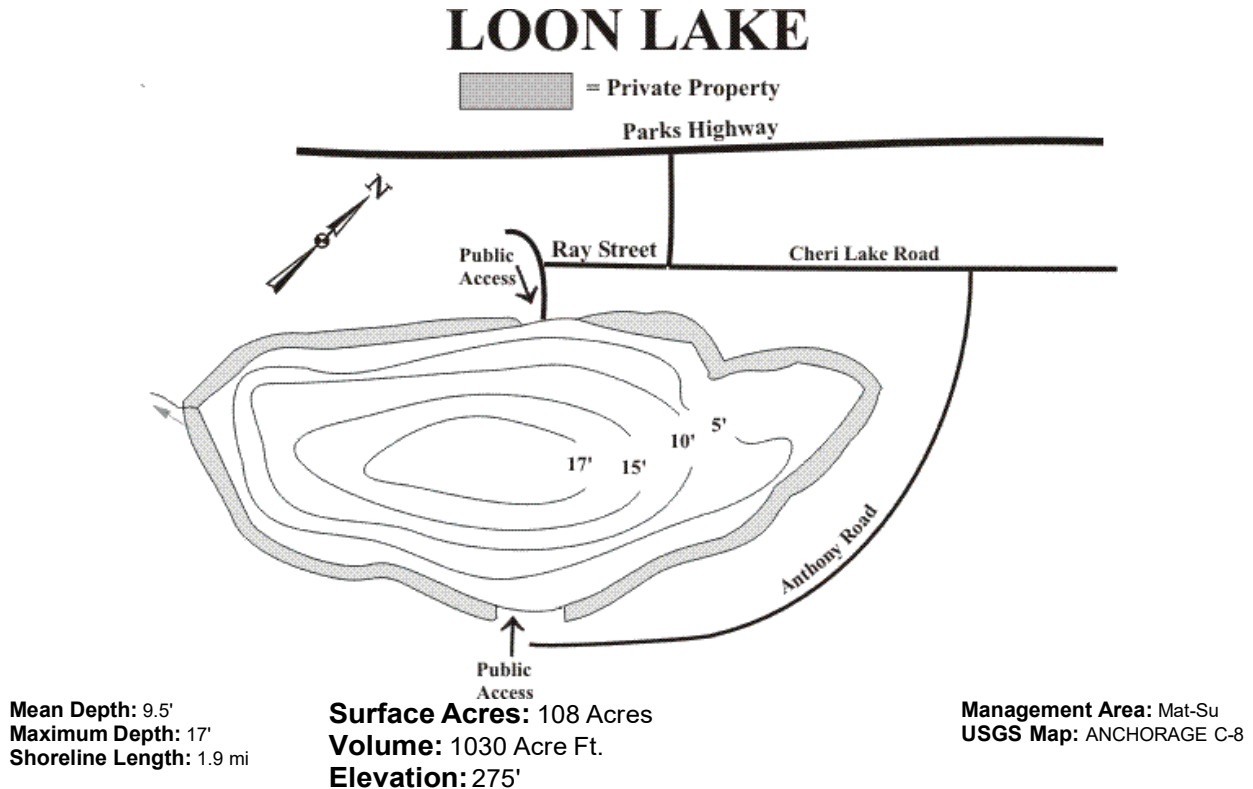 LOON LAKE
= Private Property
Parks Highway
N
Public
Access
Ray Street
Cheri Lake Road
5'
10'
17'
15'
Anthony Road
Public
Access
Mean Depth: 9.5'
Maximum Depth: 17'
Shoreline Length: 1.9 mi
Surface Acres: 108 Acres
Volume: 1030 Acre Ft.
Elevation: 275'
Management Area: Mat-Su
USGS Map: ANCHORAGE C-8